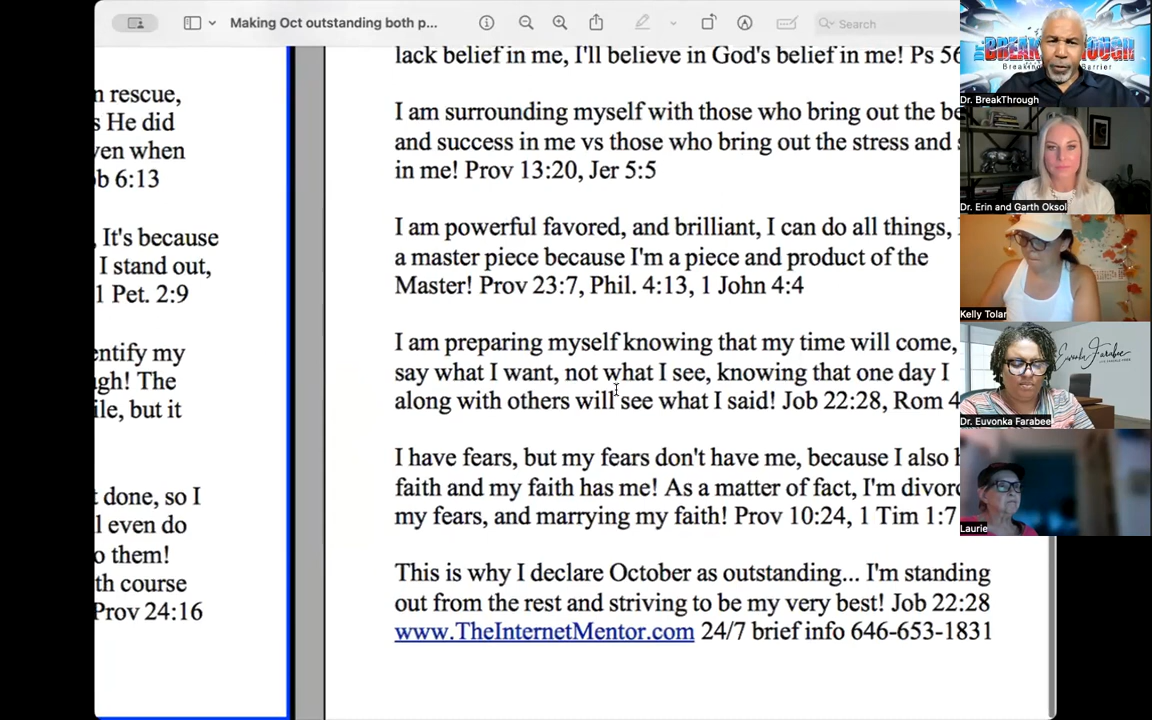 Making Oct outstanding both p...
Search
n rescue,
s He did
ven when
b 6:13
, It's because
I stand out,
1 Pet. 2:9
entify my
gh! The
ile, but it
t done, so I
l even do
o them!
th course
Prov 24:16
lack belief in me, I'll believe in God's belief in me! Ps 56
I am surrounding myself with those who bring out the be
and success in me vs those who bring out the stress and s
in me! Prov 13:20, Jer 5:5
I am powerful favored, and brilliant, I can do all things,
a master piece because I'm a piece and product of the
Master! Prov 23:7, Phil. 4:13, 1 John 4:4
I am preparing myself knowing that my time will come,
say what I want, not what I see, knowing that one day I
along with others will see what I said! Job 22:28, Rom 4
I have fears, but my fears don't have me, because I also h
faith and my faith has me! As a matter of fact, I'm divorc
my fears, and marrying my faith! Prov 10:24, 1 Tim 1:7
This is why I declare October as outstanding... I'm standing
out from the rest and striving to be my very best! Job 22:28
www.TheInternetMentor.com 24/7 brief info 646-653-1831
BREAKTHROUGH
Dr. BreakThrough
Dr. Erin and Garth Oksol
Kelly Tolar
Euvonka Farabee
Dr. Euvonka Farabee
Laurie